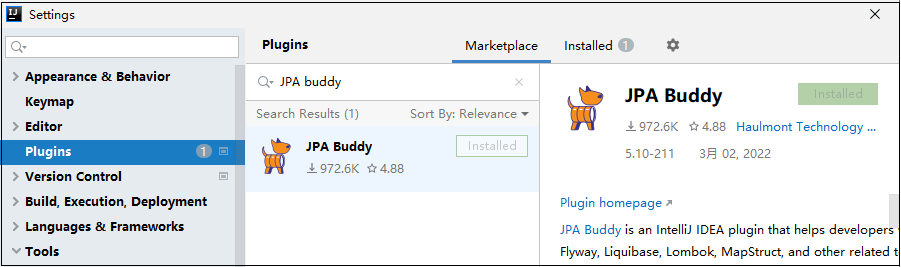 Settings
Plugins Marketplace Installed 1
Appearance & Behavior
Keymap
Editor
Plugins 1
Version Control
Build, Execution, Deployment
Languages & Frameworks
Tools
JPA buddy
Search Results (1) Sort By: Relevance
JPA Buddy Installed
972.6K 4.88
JPA Buddy Installed
972.6K 4.88 Haulmont Technology ...
5.10-211 3月 02, 2022
Plugin homepage
JPA Buddy is an IntelliJ IDEA plugin that helps developers
Flyway, Liquibase, Lombok, MapStruct, and other related